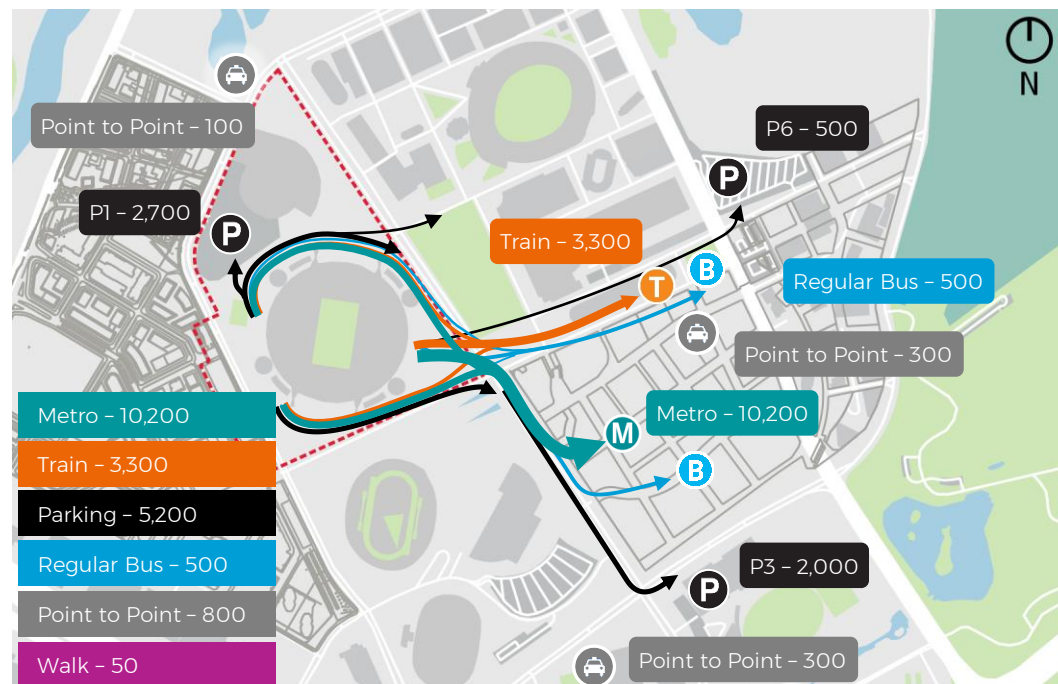 N
Point to Point – 100
P6 – 500
P
P1 – 2,700
P
Train – 3,300
B
T
Regular Bus – 500
Point to Point – 300
Metro – 10,200
Metro – 10,200
M
Train – 3,300
B
Parking – 5,200
Regular Bus – 500
P3 – 2,000
P
Point to Point – 800
Walk – 50
Point to Point – 300